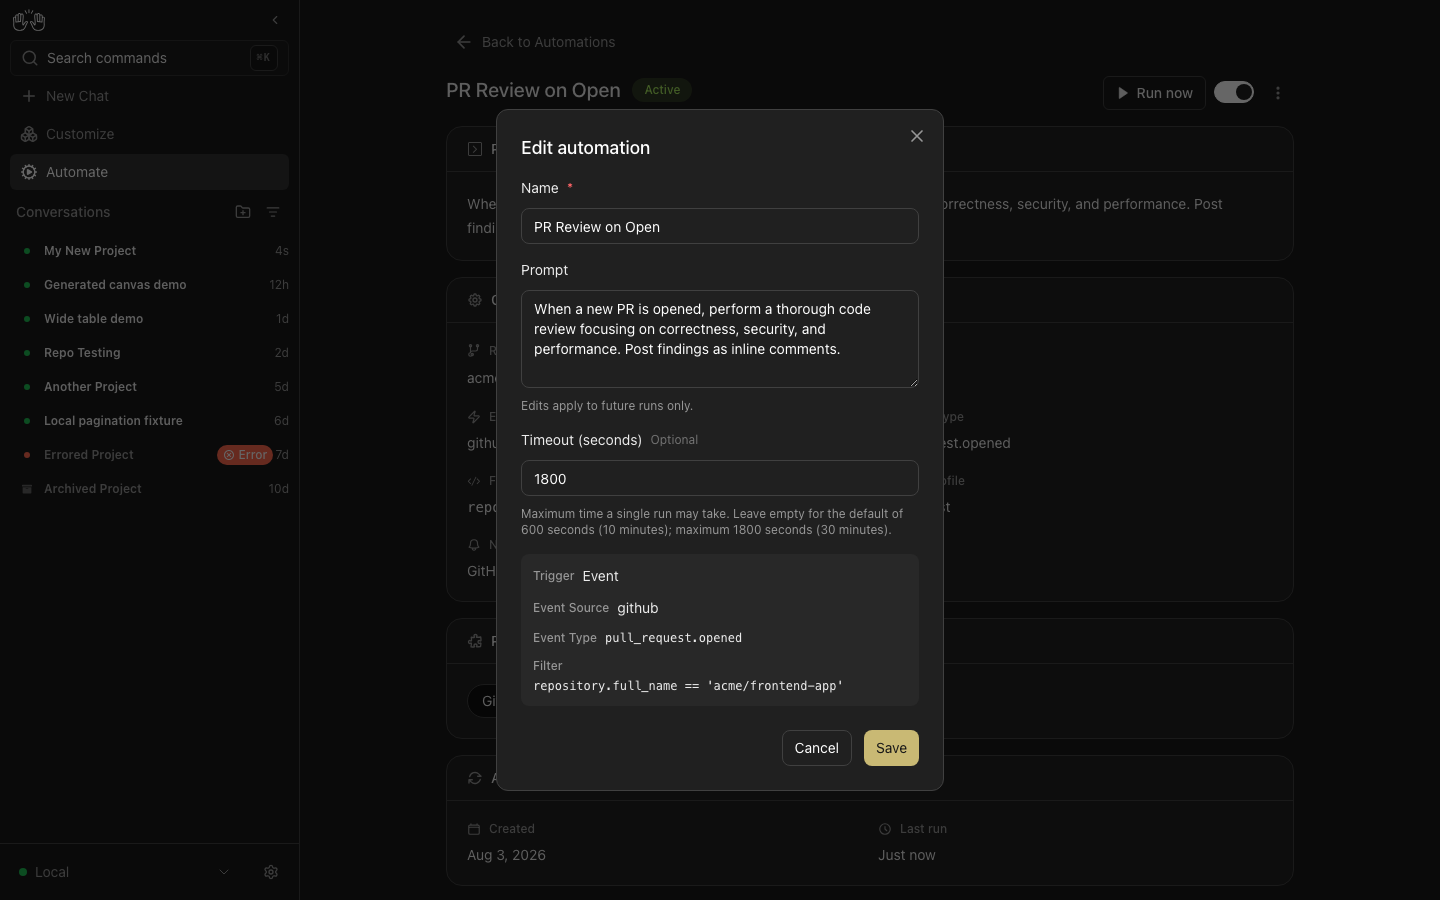 Search commands
⌘K
New Chat
Customize
Automate
Conversations
My New Project 4s
Generated canvas demo 12h
Wide table demo 1d
Repo Testing 2d
Another Project 5d
Local pagination fixture 6d
Errored Project Error 7d
Archived Project 10d
Local
Back to Automations
PR Review on Open Active
Run now
Edit automation
Name *
PR Review on Open
Prompt
When a new PR is opened, perform a thorough code
review focusing on correctness, security, and
performance. Post findings as inline comments.
Edits apply to future runs only.
Timeout (seconds) Optional
1800
Maximum time a single run may take. Leave empty for the default of
600 seconds (10 minutes); maximum 1800 seconds (30 minutes).
Trigger Event
Event Source github
Event Type pull_request.opened
Filter
repository.full_name == 'acme/frontend-app'
Cancel
Save
security, and performance. Post
Created
Aug 3, 2026
Last run
Just now